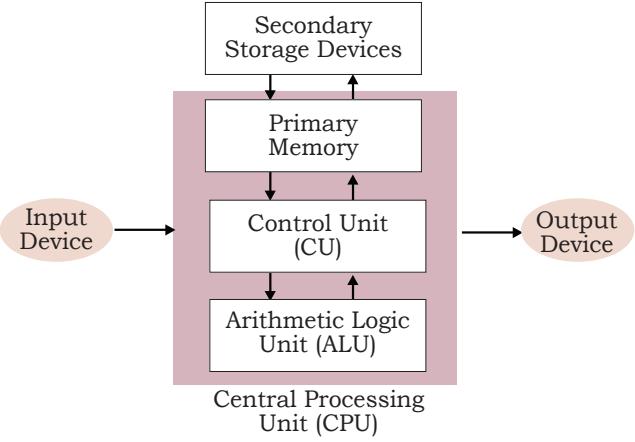 Secondary
Storage Devices
Primary
Memory
Input
Device
Control Unit
(CU)
Output
Device
Arithmetic Logic
Unit (ALU)
Central Processing
Unit (CPU)